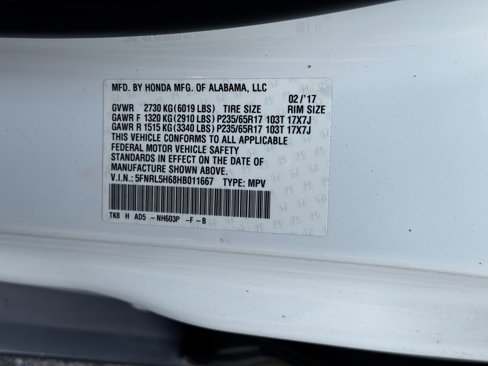 MFD. BY HONDA MFG. OF ALABAMA, LLC
02/'17
GVWR 2730 KG(6019 LBS) TIRE SIZE RIM SIZE
GAWR F 1320 KG(2910 LBS)P235/65R17 103T 17X7J
GAWR R 1515 KG(3340 LBS)P235/65R17 103T 17X7J
THIS VEHICLE CONFORMS TO ALL APPLICABLE
FEDERAL MOTOR VEHICLE SAFETY
STANDARDS IN EFFECT ON THE DATE OF
MANUFACTURE SHOWN ABOVE.
V.I.N.: 5FNRL5H68HB011667 TYPE: MPV
TK8 H AD5 -NH603P -F -B